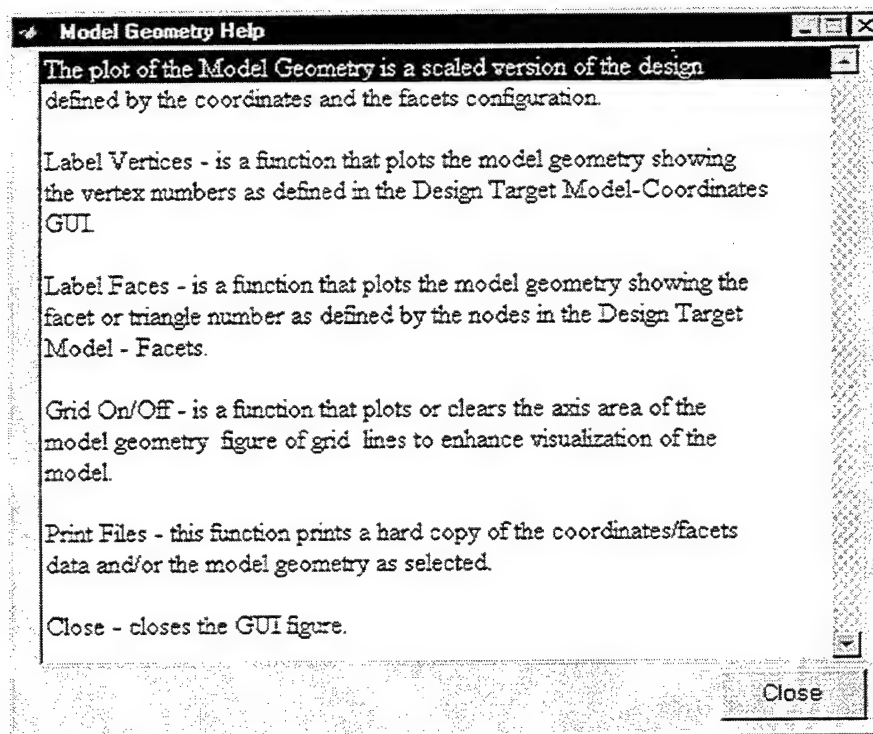 Model Geometry Help
The plot of the Model Geometry is a scaled version of the design
defined by the coordinates and the facets configuration.
Label Vertices - is a function that plots the model geometry showing
the vertex numbers as defined in the Design Target Model-Coordinates
GUI.
Label Faces - is a function that plots the model geometry showing the
facet or triangle number as defined by the nodes in the Design Target
Model - Facets.
Grid On/Off - is a function that plots or clears the axis area of the
model geometry figure of grid lines to enhance visualization of the
model.
Print Files - this function prints a hard copy of the coordinates/facets
data and/or the model geometry as selected.
Close - closes the GUI figure.
Close